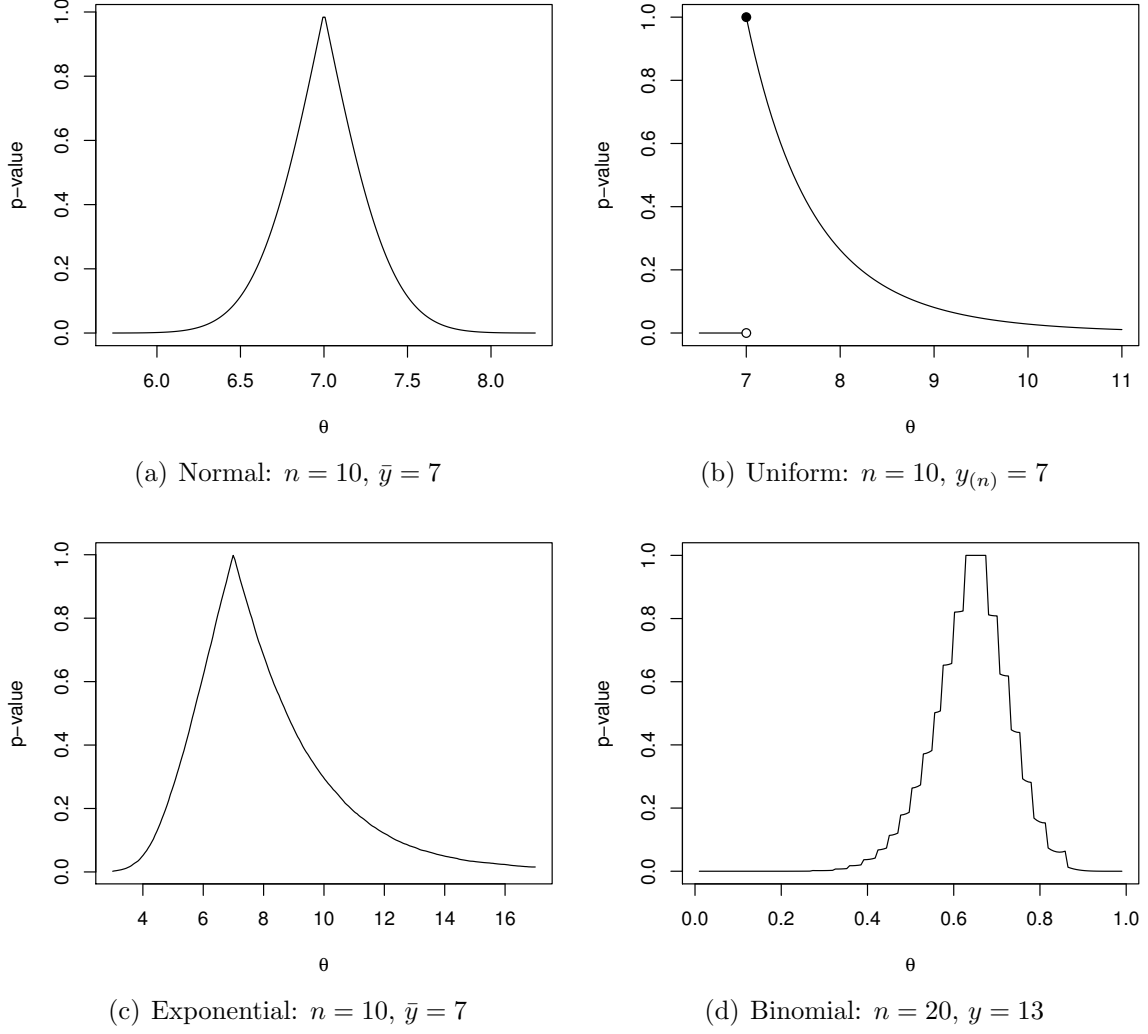 p−value
0.0 0.2 0.4 0.6 0.8 1.0
6.0 6.5 7.0 7.5 8.0
θ
(a) Normal: n = 10, ȳ = 7
p−value
0.0 0.2 0.4 0.6 0.8 1.0
7 8 9 10 11
θ
(b) Uniform: n = 10, y₍ₙ₎ = 7
p−value
0.0 0.2 0.4 0.6 0.8 1.0
4 6 8 10 12 14 16
θ
(c) Exponential: n = 10, ȳ = 7
p−value
0.0 0.2 0.4 0.6 0.8 1.0
0.0 0.2 0.4 0.6 0.8 1.0
θ
(d) Binomial: n = 20, y = 13